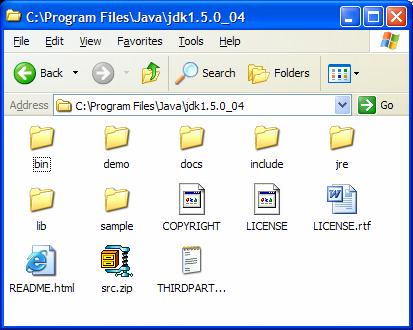 C:\Program Files\Java\jdk1.5.0_04
File Edit View Favorites Tools Help
Back Search Folders
Address C:\Program Files\Java\jdk1.5.0_04 Go
bin demo docs include jre
lib sample COPYRIGHT LICENSE LICENSE.rtf
README.html src.zip THIRDPART...